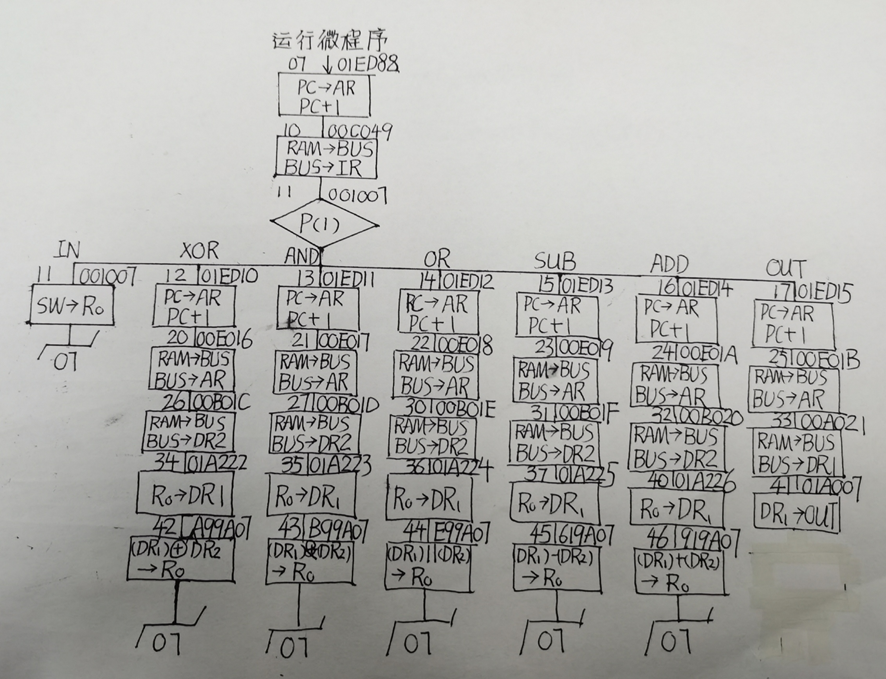 运行微程序
07 ↓ 01ED88
PC→AR
PC+1
10 00C049
RAM→BUS
BUS→IR
11 001007
P(1)
IN XOR AND OR SUB ADD OUT
11 001007 12 01ED10 13 01ED11 14 01ED12 15 01ED13 16 01ED14 17 01ED15
SW→R0 PC→AR PC→AR PC→AR PC→AR PC→AR PC→AR
PC+1 PC+1 PC+1 PC+1 PC+1 PC+1
07
20 00E016 21 00E017 22 00E018 23 00E019 24 00E01A 25 00E01B
RAM→BUS RAM→BUS RAM→BUS RAM→BUS RAM→BUS RAM→BUS
BUS→AR BUS→AR BUS→AR BUS→AR BUS→AR BUS→AR
26 00B01C 27 00B01D 30 00B01E 31 00B01F 32 00B020 33 00A021
RAM→BUS RAM→BUS RAM→BUS RAM→BUS RAM→BUS RAM→BUS
BUS→DR2 BUS→DR2 BUS→DR2 BUS→DR2 BUS→DR2 BUS→DR1
34 01A222 35 01A223 36 01A224 37 01A225 40 01A226 41 01A007
R0→DR1 R0→DR1 R0→DR1 R0→DR1 R0→DR1 DR1→OUT
42 A99A07 43 B99A07 44 E99A07 45 619A07 46 919A07
(DR1)⊕DR2 (DR1) (DR2) (DR1)||(DR2) (DR1)-(DR2) (DR1)+(DR2)
→R0 →R0 →R0 →R0 →R0
07 07 07 07 07